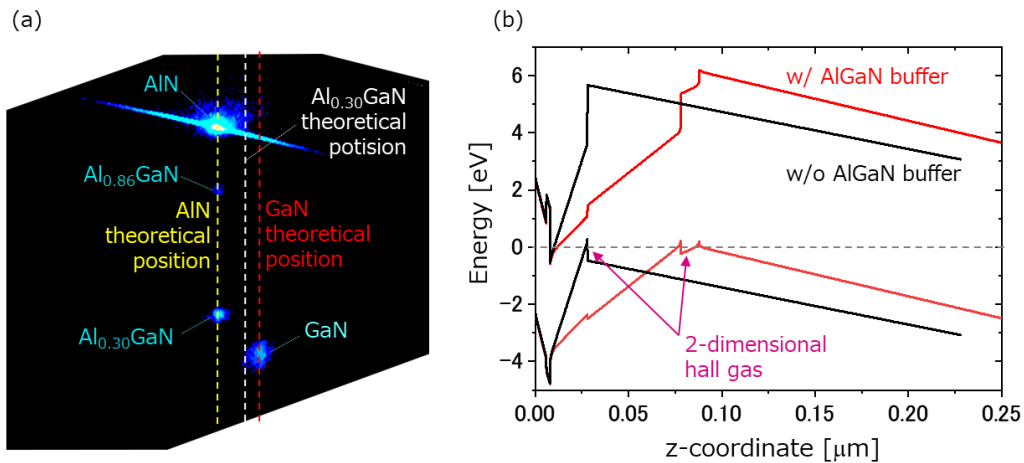 (a)
AlN
Al0.30GaN
theoretical
potision
Al0.86GaN
AlN
theoretical
position
GaN
theoretical
position
Al0.30GaN
GaN
(b)
Energy [eV]
6
4
2
0
-2
-4
w/ AlGaN buffer
w/o AlGaN buffer
2-dimensional
hall gas
0.00 0.05 0.10 0.15 0.20 0.25
z-coordinate [μm]